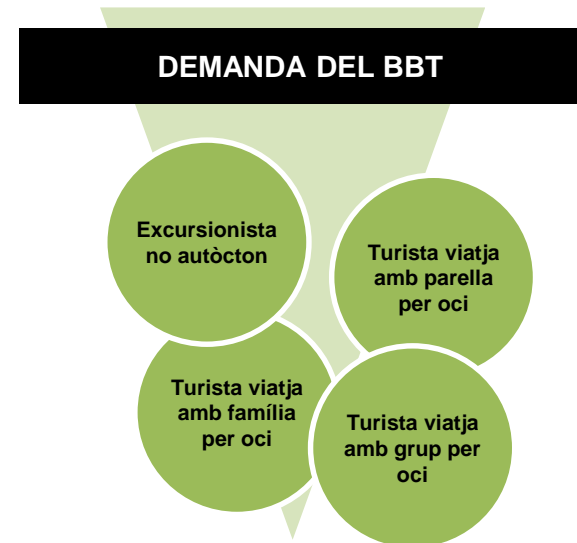 DEMANDA DEL BBT
Excursionista
no autòcton
Turista viatja
amb parella
per oci
Turista viatja
amb família
per oci
Turista viatja
amb grup per
oci